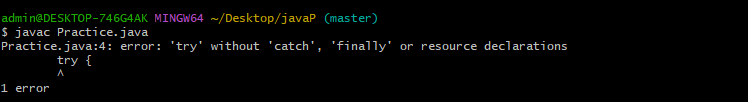 admin@DESKTOP-746G4AK MINGW64 ~/Desktop/javaP (master)
$ javac Practice.java
Practice.java:4: error: 'try' without 'catch', 'finally' or resource declarations
        try {
        ^
1 error